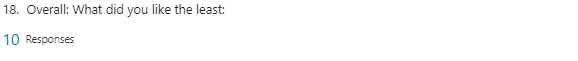 18. Overall: What did you like the least:
10 Responses